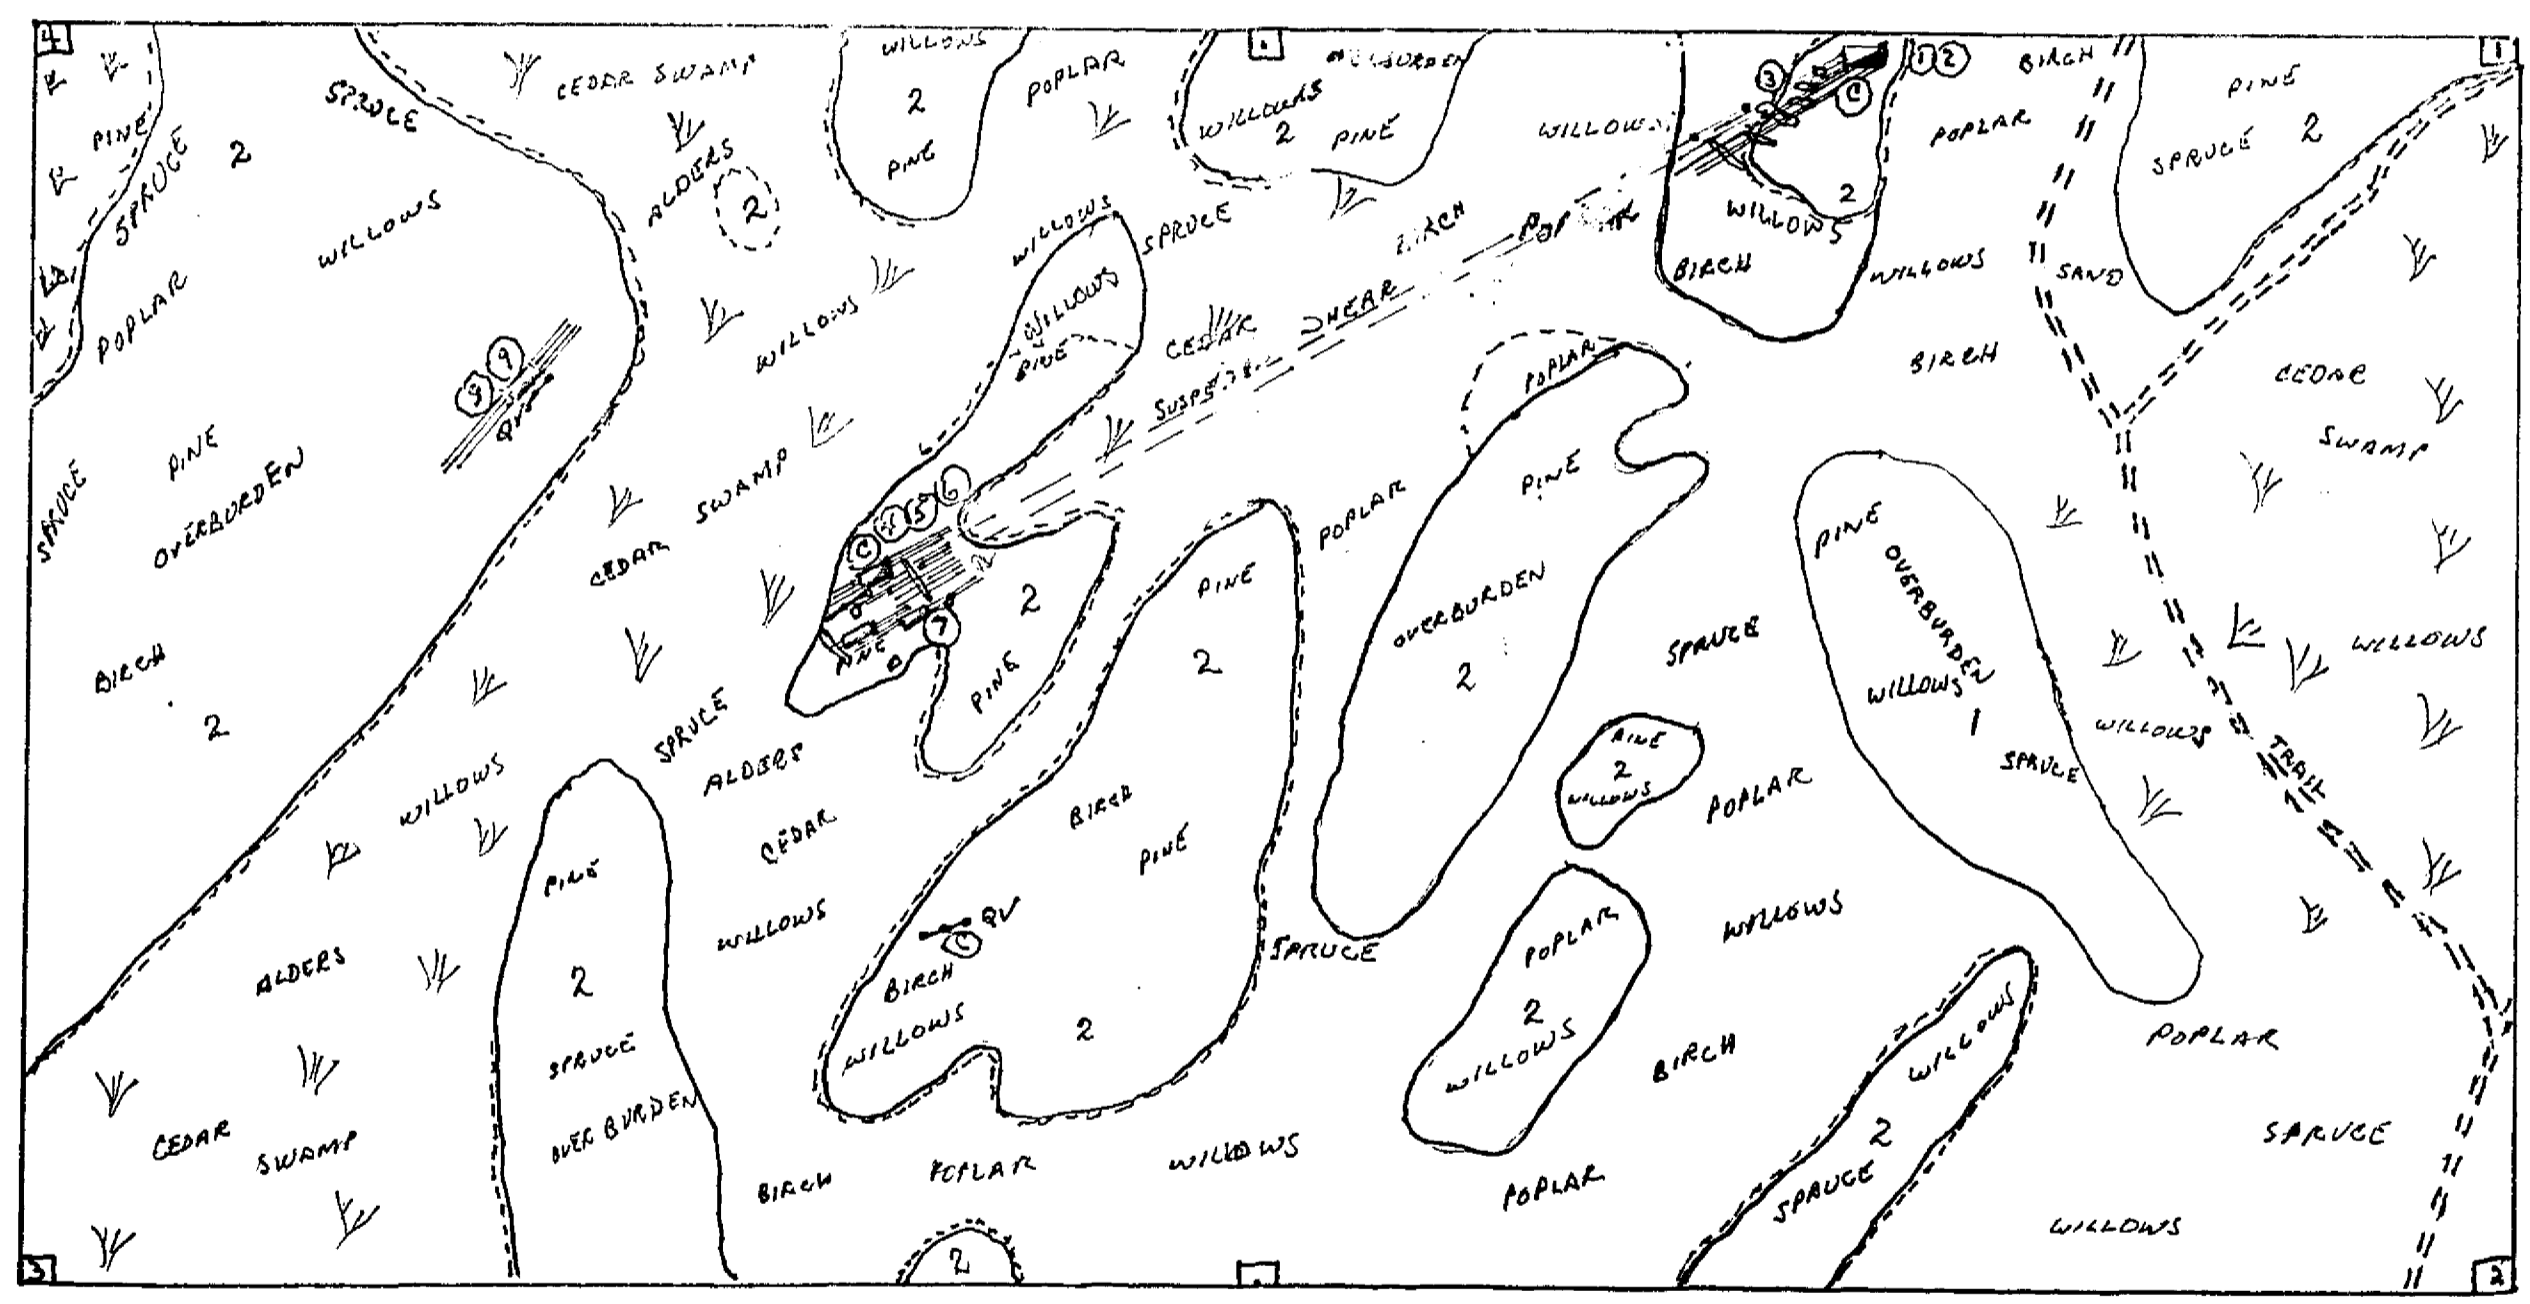 4
CEDAR SWAMP
WILLOWS
2
PINE
POPLAR
WILLOWS
2
PINE
WILLOWS
3
C
1 2
2
WILLOWS
BIRCH
BIRCH
POPLAR
WILLOWS
SAND
BIRCH
PINE
SPRUCE 2
1
PINE
SPRUCE
2
SPRUCE
WILLOWS
POPLAR
ALDERS
2
WILLOWS
WILLOWS
WILLOWS
PINE
SPRUCE
CEDAR
BIRCH
SHEAR
POPLAR
PINE
OVERBURDEN
2
CEDAR
SWAMP
9
QV
PINE
OVERBURDEN
SPRUCE
BIRCH
2
CEDAR SWAMP
C 4 5 6
7
PINE
2
PINE
PINE
2
BIRCH
PINE
QV
C
BIRCH
WILLOWS
2
POPLAR
SPRUCE
PINE
2
WILLOWS
POPLAR
PINE
OVERBURDEN
WILLOWS
1
SPRUCE
WILLOWS
WILLOWS
TRAIL
SPRUCE
ALDERS
CEDAR
WILLOWS
WILLOWS
PINE
2
SPRUCE
OVERBURDEN
ALDERS
CEDAR
SWAMP
SPRUCE
POPLAR
2
WILLOWS
WILLOWS
BIRCH
WILLOWS
2
SPRUCE
POPLAR
SPRUCE
WILLOWS
BIRCH
POPLAR
WILLOWS
POPLAR
2
3
2